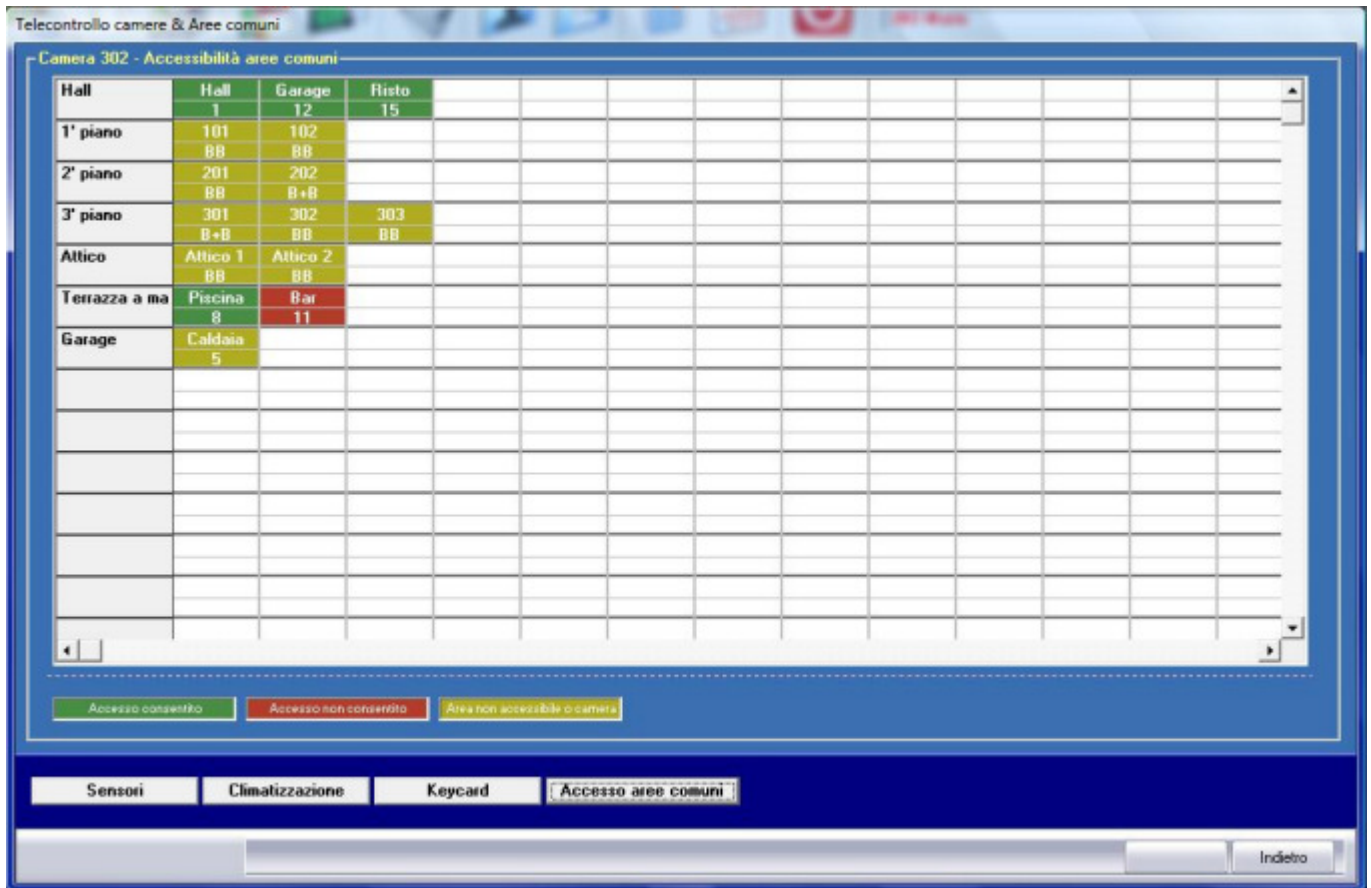 Telecontrollo camere & Aree comuni
Camera 302 - Accessibilità aree comuni
Hall Hall Garage Risto
1 12 15
1° piano 101 102
BB BB
2° piano 201 202
BB B+B
3° piano 301 302 303
B+B BB BB
Attico Attico 1 Attico 2
BB BB
Terrazza a ma Piscina Bar
8 11
Garage Caldaia
5
Accesso consentito Accesso non consentito Area non accessibile o camera
Sensori Climatizzazione Keycard Accesso aree comuni
Indietro